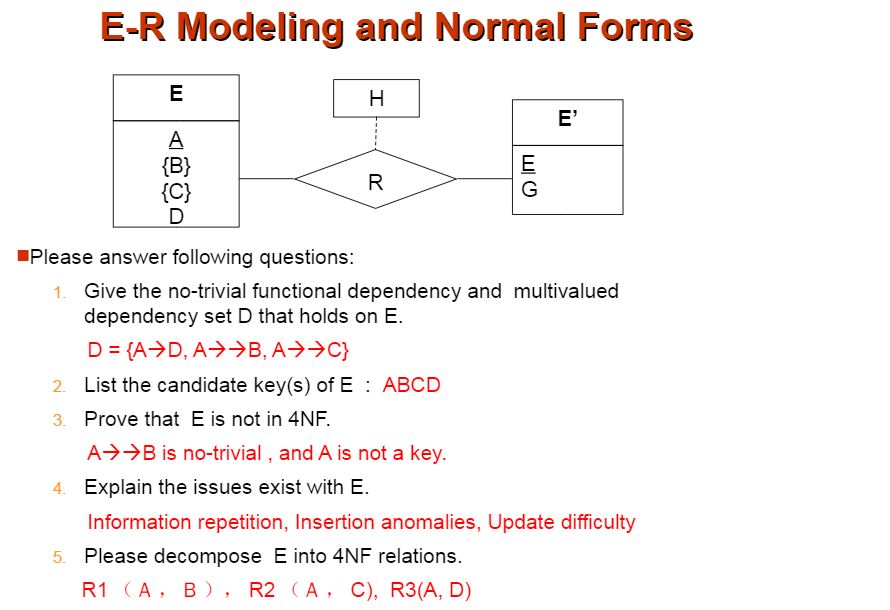 E-R Modeling and Normal Forms
E
A
{B}
{C}
D
H
R
E’
E
G
Please answer following questions:
1. Give the no-trivial functional dependency and multivalued
dependency set D that holds on E.
D = {A→D, A→→B, A→→C}
2. List the candidate key(s) of E : ABCD
3. Prove that E is not in 4NF.
A→→B is no-trivial , and A is not a key.
4. Explain the issues exist with E.
Information repetition, Insertion anomalies, Update difficulty
5. Please decompose E into 4NF relations.
R1（A，B）， R2（A， C), R3(A, D)